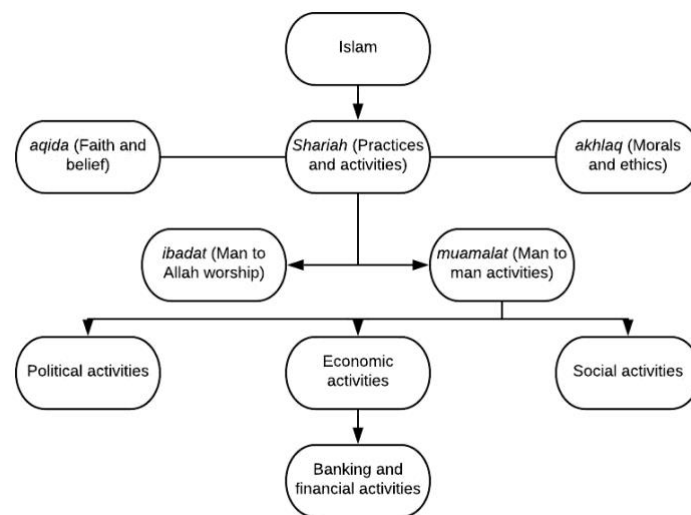 Islam
aqida (Faith and
belief)
Shariah (Practices
and activities)
akhlaq (Morals
and ethics)
ibadat (Man to
Allah worship)
muamalat (Man to
man activities)
Political activities
Economic
activities
Social activities
Banking and
financial activities